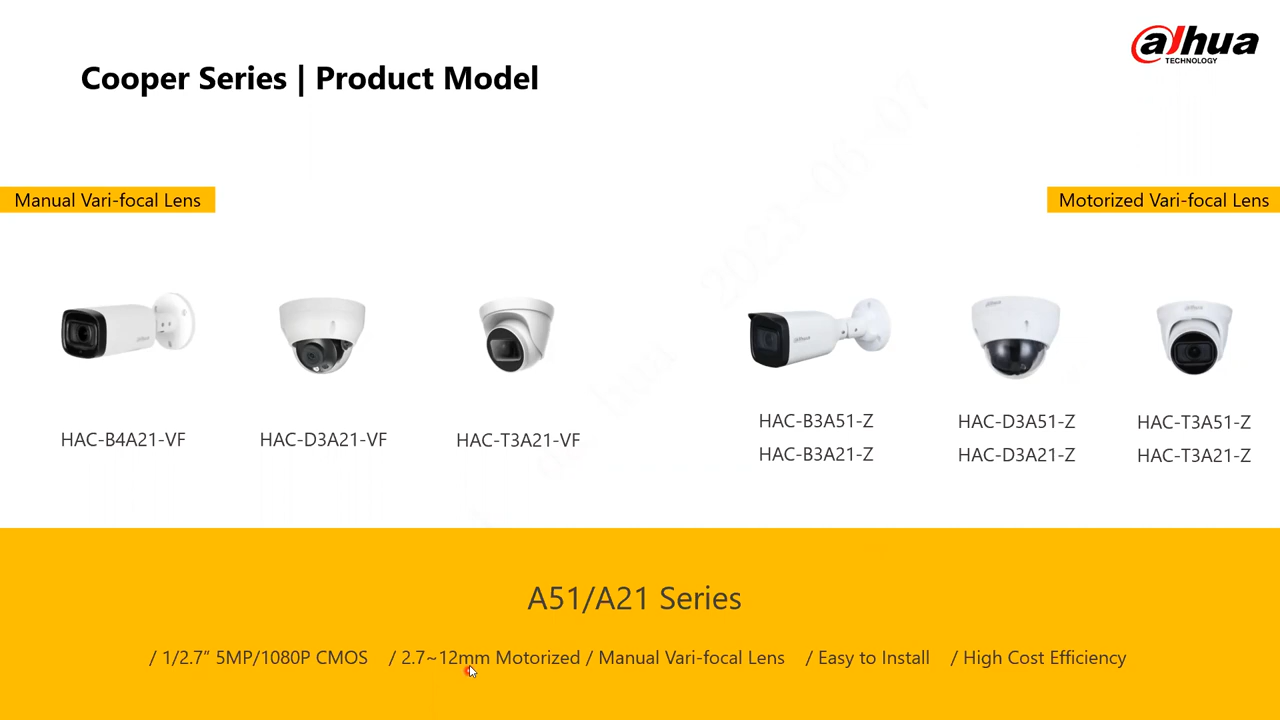 alhua
TECHNOLOGY
Cooper Series | Product Model
Manual Vari-focal Lens
Motorized Vari-focal Lens
HAC-B4A21-VF
HAC-D3A21-VF
HAC-T3A21-VF
HAC-B3A51-Z
HAC-B3A21-Z
HAC-D3A51-Z
HAC-D3A21-Z
HAC-T3A51-Z
HAC-T3A21-Z
2023-06-07
A51/A21 Series
/ 1/2.7” 5MP/1080P CMOS / 2.7~12mm Motorized / Manual Vari-focal Lens / Easy to Install / High Cost Efficiency